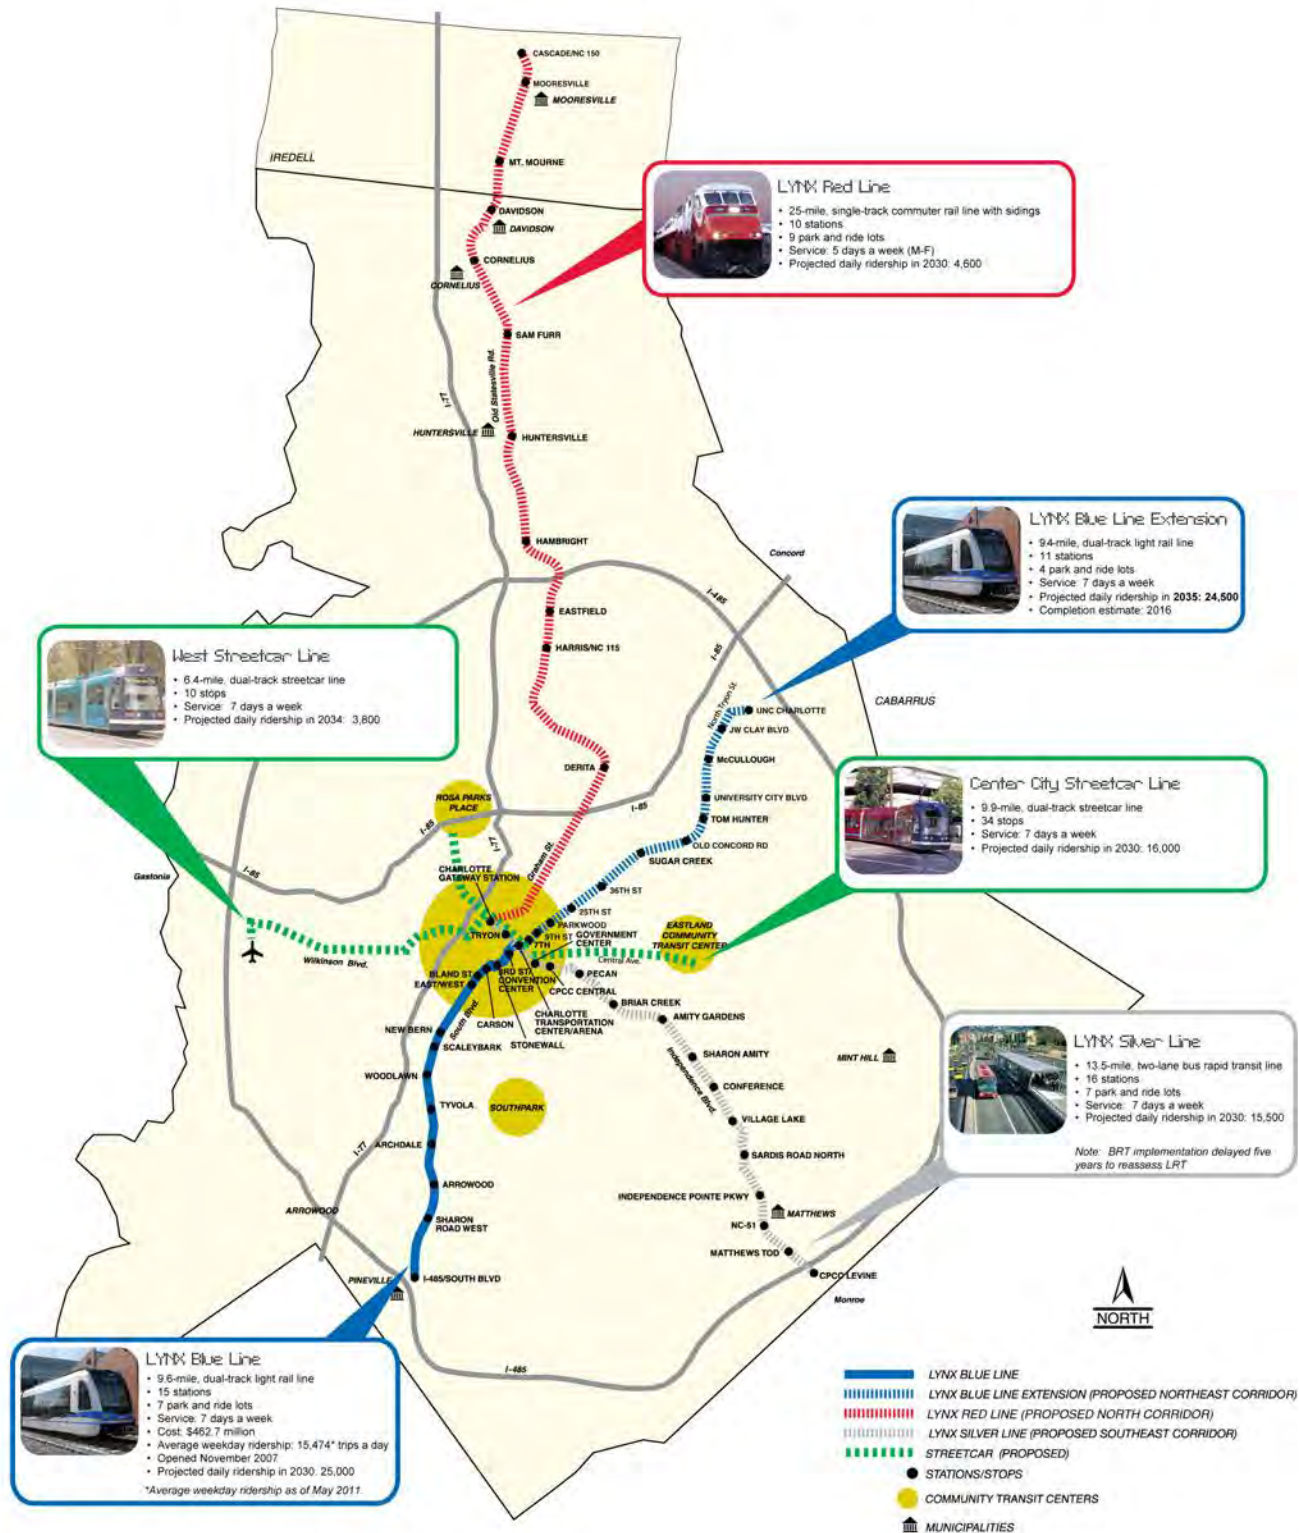 CASCADE/NC 150
MOORESVILLE
MOORESVILLE
IREDELL
MT. MOURNE
DAVIDSON
DAVIDSON
CORNELIUS
CORNELIUS
SAM FURR
I-77
Old Statesville Rd.
HUNTERSVILLE
HUNTERSVILLE
HAMBRIGHT
EASTFIELD
HARRIS/NC 115
DERITA
LYNX Red Line
• 25-mile, single-track commuter rail line with sidings
• 10 stations
• 9 park and ride lots
• Service: 5 days a week (M-F)
• Projected daily ridership in 2030: 4,600
LYNX Blue Line Extension
• 9.4-mile, dual-track light rail line
• 11 stations
• 4 park and ride lots
• Service: 7 days a week
• Projected daily ridership in 2035: 24,500
• Completion estimate: 2016
Concord
I-485
I-85
CABARRUS
North Tryon St.
UNC CHARLOTTE
JW CLAY BLVD
McCULLOUGH
UNIVERSITY CITY BLVD
TOM HUNTER
OLD CONCORD RD
SUGAR CREEK
36TH ST
25TH ST
PARKWOOD
9TH ST
7TH
West Streetcar Line
• 6.4-mile, dual-track streetcar line
• 10 stops
• Service: 7 days a week
• Projected daily ridership in 2034: 3,800
Center City Streetcar Line
• 9.9-mile, dual-track streetcar line
• 34 stops
• Service: 7 days a week
• Projected daily ridership in 2030: 16,000
ROSA PARKS
PLACE
I-85
I-85
I-77
Graham St.
Gastonia
I-85
CHARLOTTE
GATEWAY STATION
TRYON
GOVERNMENT
CENTER
EASTLAND
COMMUNITY
TRANSIT CENTER
Central Ave.
Wilkinson Blvd.
BLAND ST
EAST/WEST
3RD ST/
CONVENTION
CENTER
CPCC CENTRAL
PECAN
BRIAR CREEK
CARSON
STONEWALL
CHARLOTTE
TRANSPORTATION
CENTER/ARENA
AMITY GARDENS
South Blvd.
NEW BERN
SCALEYBARK
WOODLAWN
TYVOLA
SOUTHPARK
ARCHDALE
I-77
ARROWOOD
ARROWOOD
SHARON
ROAD WEST
PINEVILLE
I-485/SOUTH BLVD
I-485
Independence Blvd.
SHARON AMITY
CONFERENCE
VILLAGE LAKE
SARDIS ROAD NORTH
INDEPENDENCE POINTE PKWY
MATTHEWS
NC-51
MATTHEWS TOD
CPCC LEVINE
Monroe
MINT HILL
LYNX Silver Line
• 13.5-mile, two-lane bus rapid transit line
• 16 stations
• 7 park and ride lots
• Service: 7 days a week
• Projected daily ridership in 2030: 15,500
Note: BRT implementation delayed five
years to reassess LRT
NORTH
LYNX Blue Line
• 9.6-mile, dual-track light rail line
• 15 stations
• 7 park and ride lots
• Service: 7 days a week
• Cost: $462.7 million
• Average weekday ridership: 15,474* trips a day
• Opened November 2007
• Projected daily ridership in 2030: 25,000
*Average weekday ridership as of May 2011
LYNX BLUE LINE
LYNX BLUE LINE EXTENSION (PROPOSED NORTHEAST CORRIDOR)
LYNX RED LINE (PROPOSED NORTH CORRIDOR)
LYNX SILVER LINE (PROPOSED SOUTHEAST CORRIDOR)
STREETCAR (PROPOSED)
STATIONS/STOPS
COMMUNITY TRANSIT CENTERS
MUNICIPALITIES